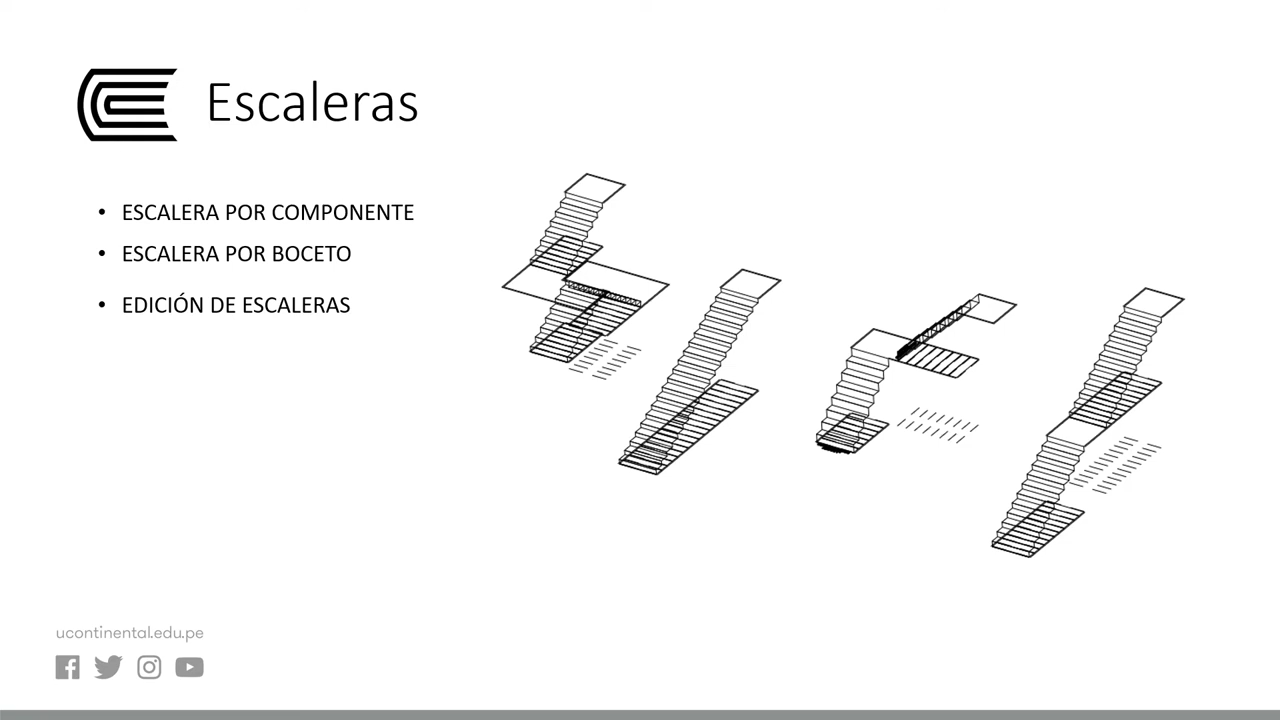 Escaleras
• ESCALERA POR COMPONENTE
• ESCALERA POR BOCETO
• EDICIÓN DE ESCALERAS
ucontinental.edu.pe